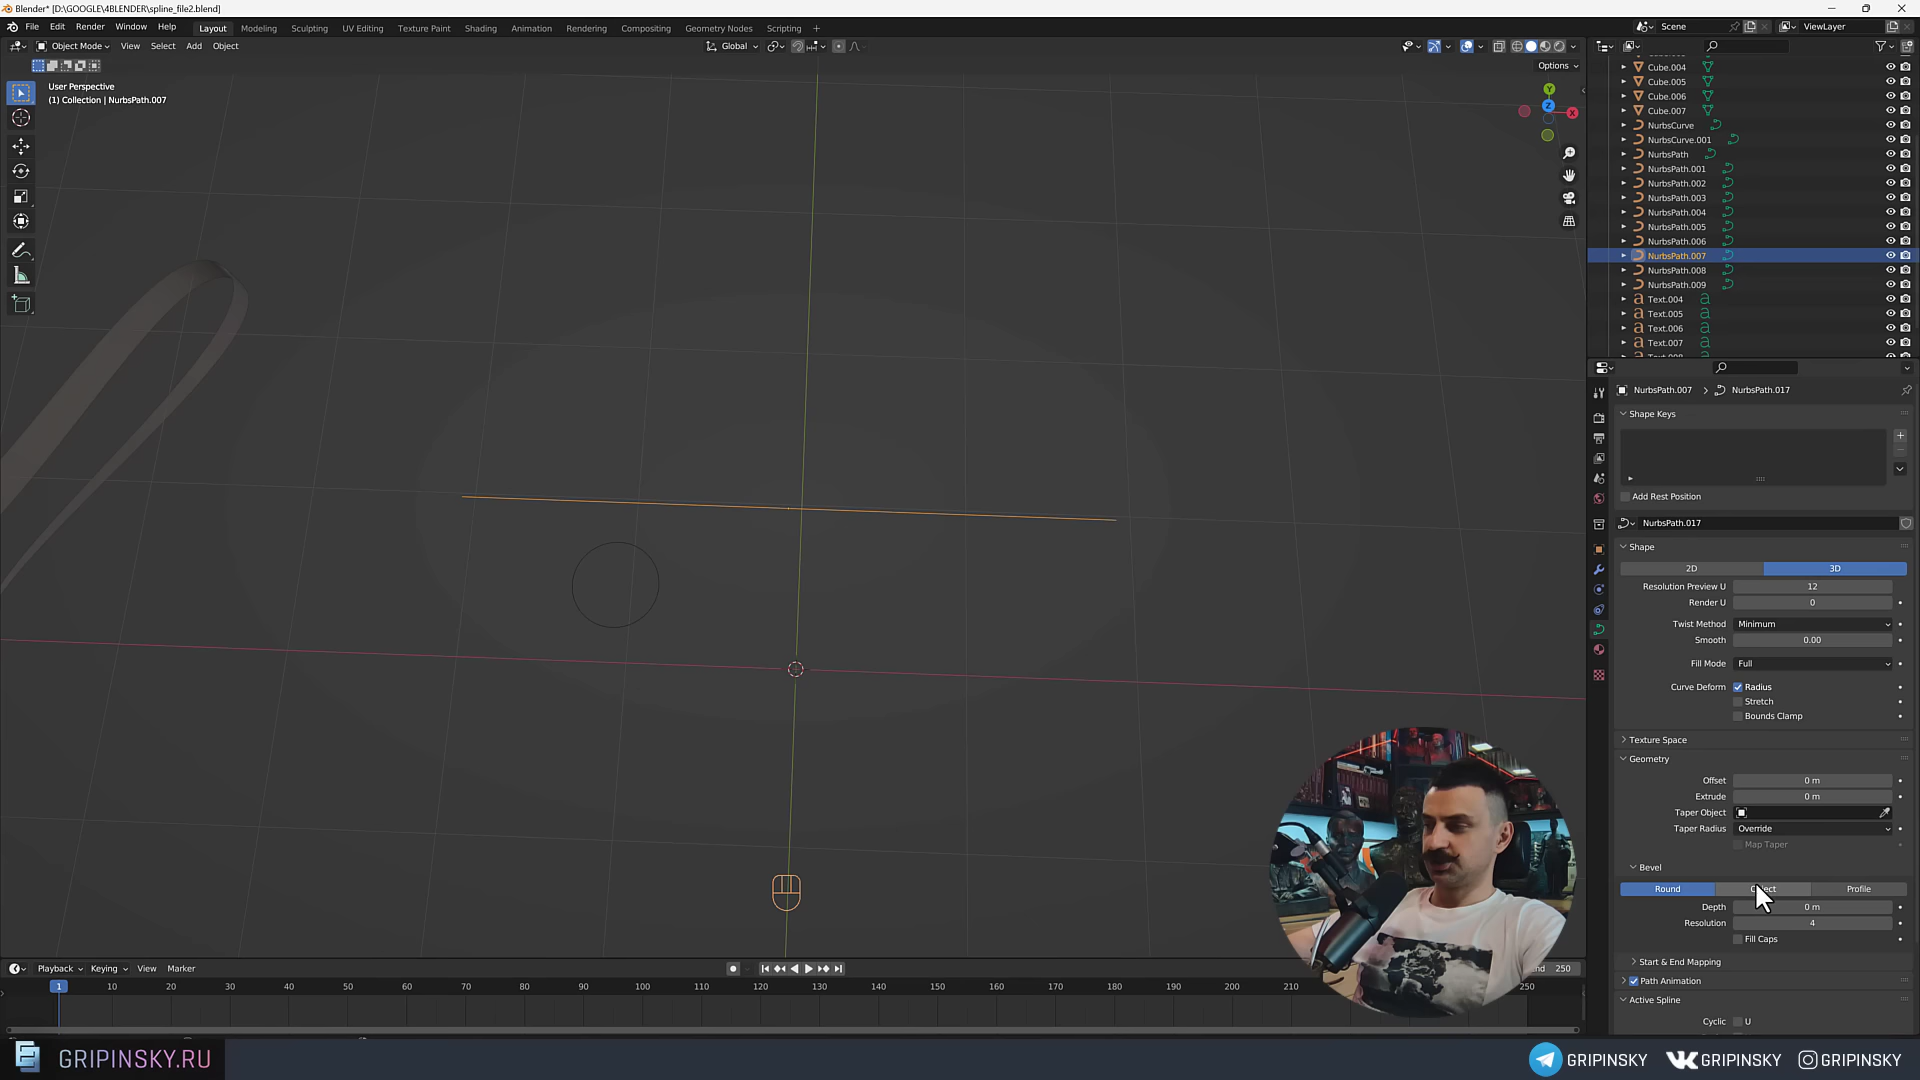 Blender* [D:\GOOGLE\4BLENDER\spline_file2.blend]
File Edit Render Window Help Layout Modeling Sculpting UV Editing Texture Paint Shading Animation Rendering Compositing Geometry Nodes Scripting + Scene ViewLayer
Object Mode View Select Add Object Global
Options
User Perspective
(1) Collection | NurbsPath.007
Y
Z
X
Cube.004
Cube.005
Cube.006
Cube.007
NurbsCurve
NurbsCurve.001
NurbsPath
NurbsPath.001
NurbsPath.002
NurbsPath.003
NurbsPath.004
NurbsPath.005
NurbsPath.006
NurbsPath.007
NurbsPath.008
NurbsPath.009
Text.004
Text.005
Text.006
Text.007
NurbsPath.007 > NurbsPath.017
Shape Keys
Add Rest Position
NurbsPath.017
Shape
2D 3D
Resolution Preview U 12
Render U 0
Twist Method Minimum
Smooth 0.00
Fill Mode Full
Curve Deform Radius
Stretch
Bounds Clamp
Texture Space
Geometry
Offset 0 m
Extrude 0 m
Taper Object
Taper Radius Override
Map Taper
Bevel
Round Profile
Depth 0 m
Resolution 4
Fill Caps
Start & End Mapping
Path Animation
Active Spline
Cyclic U
Playback Keying View Marker 250
1 10 20 30 40 50 60 70 80 90 100 110 120 130 140 150 160 170 180 190 200 210 250
GRIPINSKY.RU
GRIPINSKY GRIPINSKY GRIPINSKY